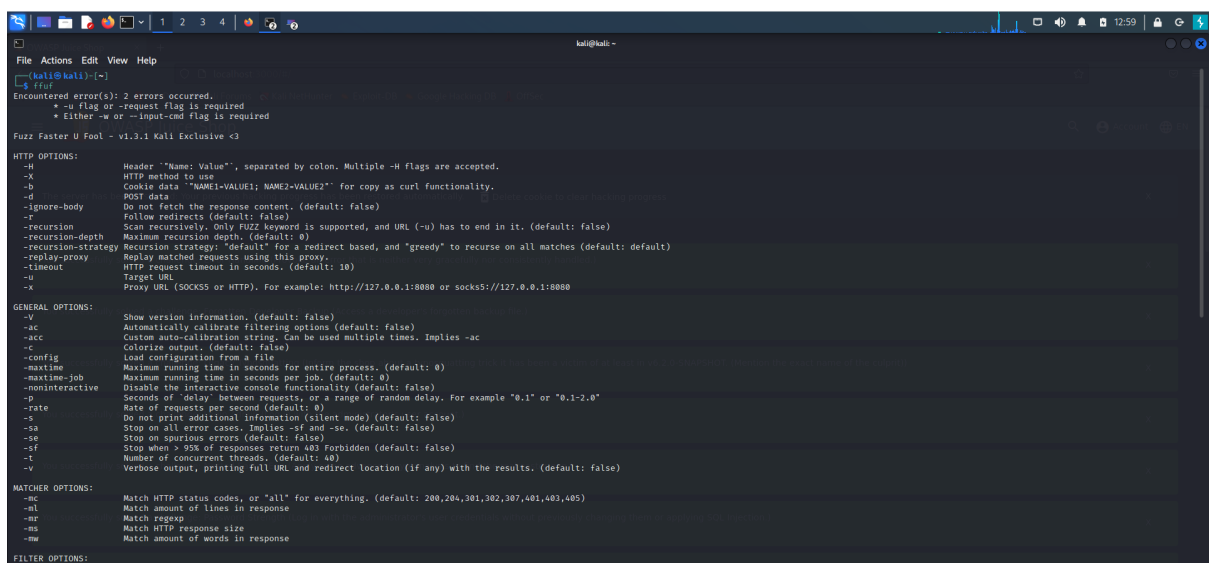 1 2 3 4
12:59
kali@kali: ~
File Actions Edit View Help
(kali㉿kali)-[~]
$ ffuf
Encountered error(s): 2 errors occurred.
* -u flag or -request flag is required
* Either -w or --input-cmd flag is required
Fuzz Faster U Fool - v1.3.1 Kali Exclusive <3
HTTP OPTIONS:
-H Header `"Name: Value"`, separated by colon. Multiple -H flags are accepted.
-X HTTP method to use
-b Cookie data `"NAME1=VALUE1; NAME2=VALUE2"` for copy as curl functionality.
-d POST data
-ignore-body Do not fetch the response content. (default: false)
-r Follow redirects (default: false)
-recursion Scan recursively. Only FUZZ keyword is supported, and URL (-u) has to end in it. (default: false)
-recursion-depth Maximum recursion depth. (default: 0)
-recursion-strategy Recursion strategy: "default" for a redirect based, and "greedy" to recurse on all matches (default: default)
-replay-proxy Replay matched requests using this proxy.
-timeout HTTP request timeout in seconds. (default: 10)
-u Target URL
-x Proxy URL (SOCKS5 or HTTP). For example: http://127.0.0.1:8080 or socks5://127.0.0.1:8080
GENERAL OPTIONS:
-V Show version information. (default: false)
-ac Automatically calibrate filtering options (default: false)
-acc Custom auto-calibration string. Can be used multiple times. Implies -ac
-c Colorize output. (default: false)
-config Load configuration from a file
-maxtime Maximum running time in seconds for entire process. (default: 0)
-maxtime-job Maximum running time in seconds per job. (default: 0)
-noninteractive Disable the interactive console functionality (default: false)
-p Seconds of `delay` between requests, or a range of random delay. For example "0.1" or "0.1-2.0"
-rate Rate of requests per second (default: 0)
-s Do not print additional information (silent mode) (default: false)
-sa Stop on all error cases. Implies -sf and -se. (default: false)
-se Stop on spurious errors (default: false)
-sf Stop when > 95% of responses return 403 Forbidden (default: false)
-t Number of concurrent threads. (default: 40)
-v Verbose output, printing full URL and redirect location (if any) with the results. (default: false)
MATCHER OPTIONS:
-mc Match HTTP status codes, or "all" for everything. (default: 200,204,301,302,307,401,403,405)
-ml Match amount of lines in response
-mr Match regexp
-ms Match HTTP response size
-mw Match amount of words in response
FILTER OPTIONS: